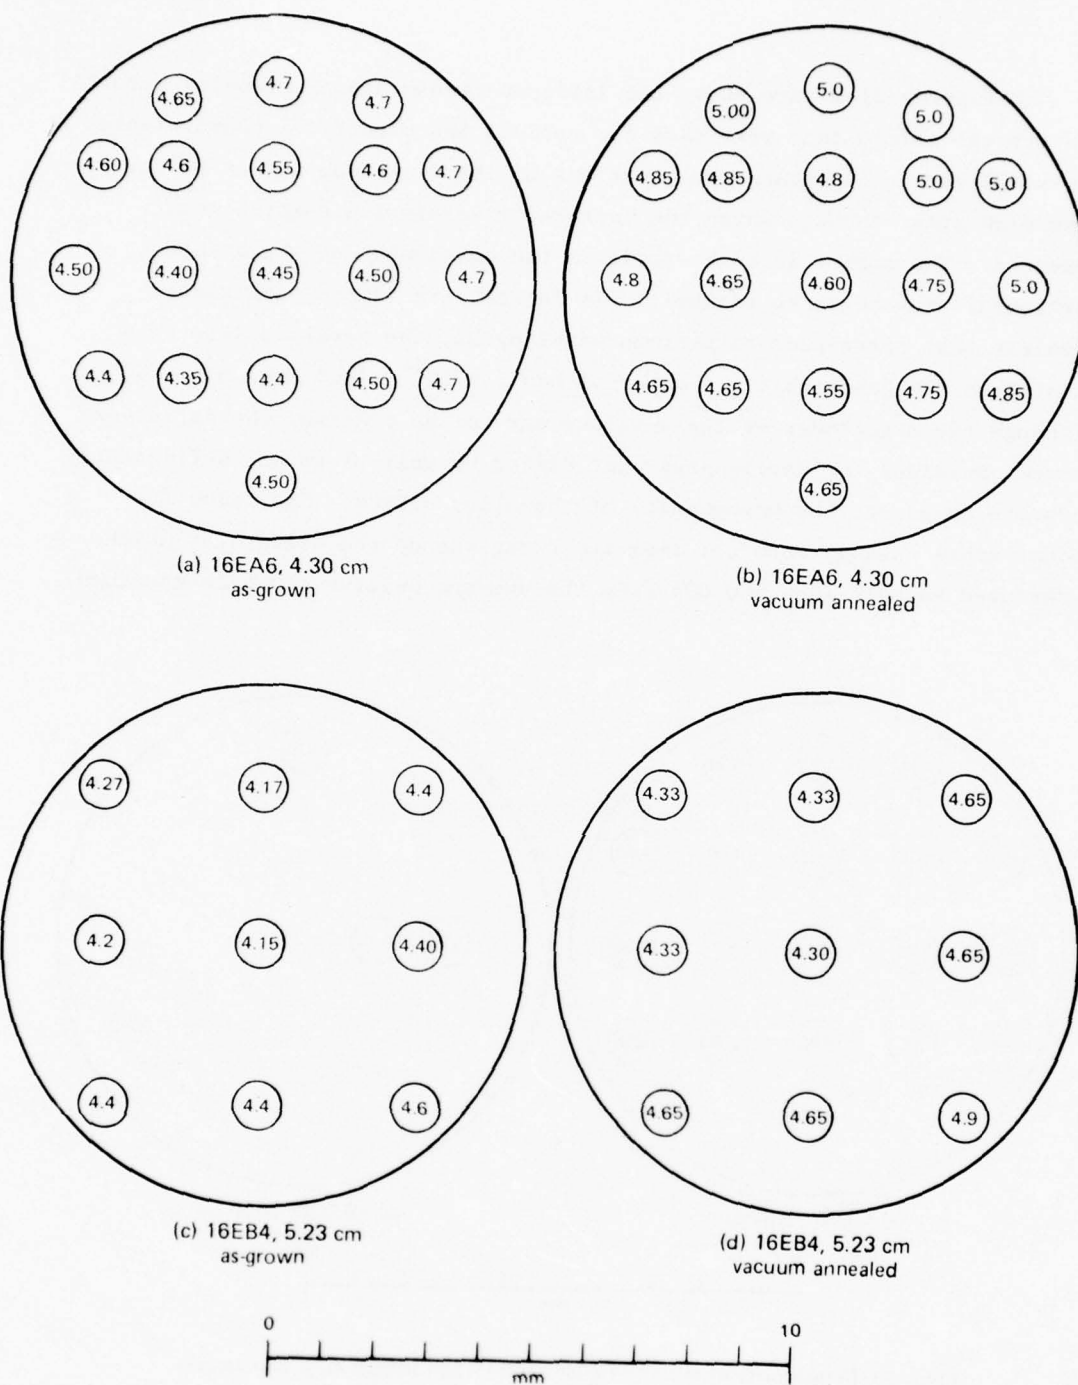 4.7
4.65 4.7
4.60 4.6 4.55 4.6 4.7
4.50 4.40 4.45 4.50 4.7
4.4 4.35 4.4 4.50 4.7
4.50
(a) 16EA6, 4.30 cm
as-grown
5.0
5.00 5.0
4.85 4.85 4.8 5.0 5.0
4.8 4.65 4.60 4.75 5.0
4.65 4.65 4.55 4.75 4.85
4.65
(b) 16EA6, 4.30 cm
vacuum annealed
4.27 4.17 4.4
4.2 4.15 4.40
4.4 4.4 4.6
(c) 16EB4, 5.23 cm
as-grown
4.33 4.33 4.65
4.33 4.30 4.65
4.65 4.65 4.9
(d) 16EB4, 5.23 cm
vacuum annealed
0 10
mm